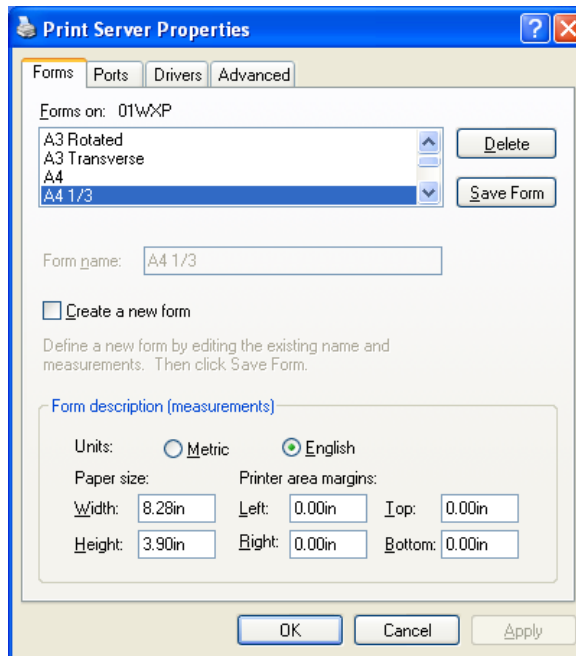 Print Server Properties
Forms Ports Drivers Advanced
Forms on: 01WXP
A3 Rotated
A3 Transverse
A4
A4 1/3
Delete
Save Form
Form name: A4 1/3
Create a new form
Define a new form by editing the existing name and
measurements. Then click Save Form.
Form description (measurements)
Units: Metric English
Paper size: Printer area margins:
Width: 8.28in Left: 0.00in Top: 0.00in
Height: 3.90in Right: 0.00in Bottom: 0.00in
OK Cancel Apply